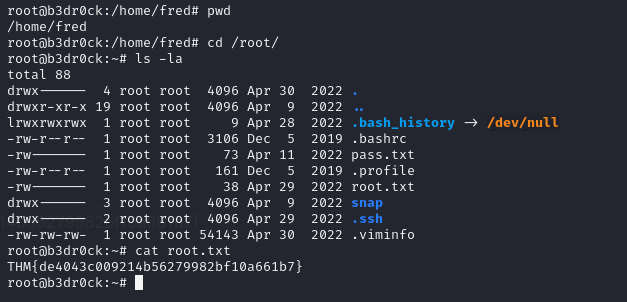 root@b3dr0ck:/home/fred# pwd
/home/fred
root@b3dr0ck:/home/fred# cd /root/
root@b3dr0ck:~# ls -la
total 88
drwx------  4 root root  4096 Apr 30  2022 .
drwxr-xr-x 19 root root  4096 Apr  9  2022 ..
lrwxrwxrwx  1 root root     9 Apr 28  2022 .bash_history -> /dev/null
-rw-r--r--  1 root root  3106 Dec  5  2019 .bashrc
-rw-------  1 root root    73 Apr 11  2022 pass.txt
-rw-r--r--  1 root root   161 Dec  5  2019 .profile
-rw-------  1 root root    38 Apr 29  2022 root.txt
drwx------  3 root root  4096 Apr  9  2022 snap
drwx------  2 root root  4096 Apr 29  2022 .ssh
-rw-rw-rw-  1 root root 54143 Apr 30  2022 .viminfo
root@b3dr0ck:~# cat root.txt
THM{de4043c009214b56279982bf10a661b7}
root@b3dr0ck:~#